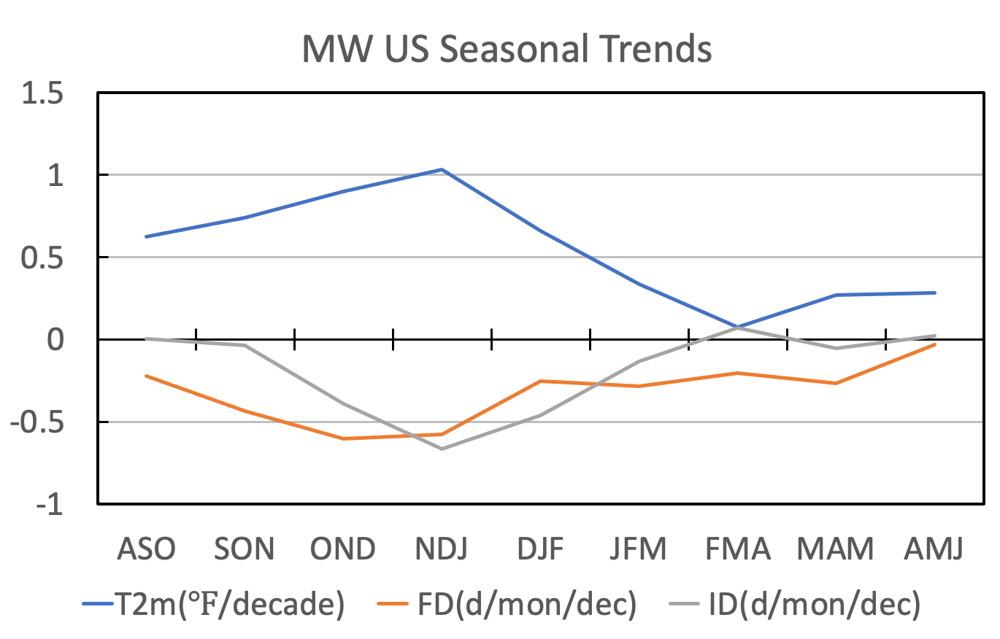 MW US Seasonal Trends
1.5
1
0.5
0
-0.5
-1
ASO SON OND NDJ DJF JFM FMA MAM AMJ
T2m(°F/decade) FD(d/mon/dec) ID(d/mon/dec)